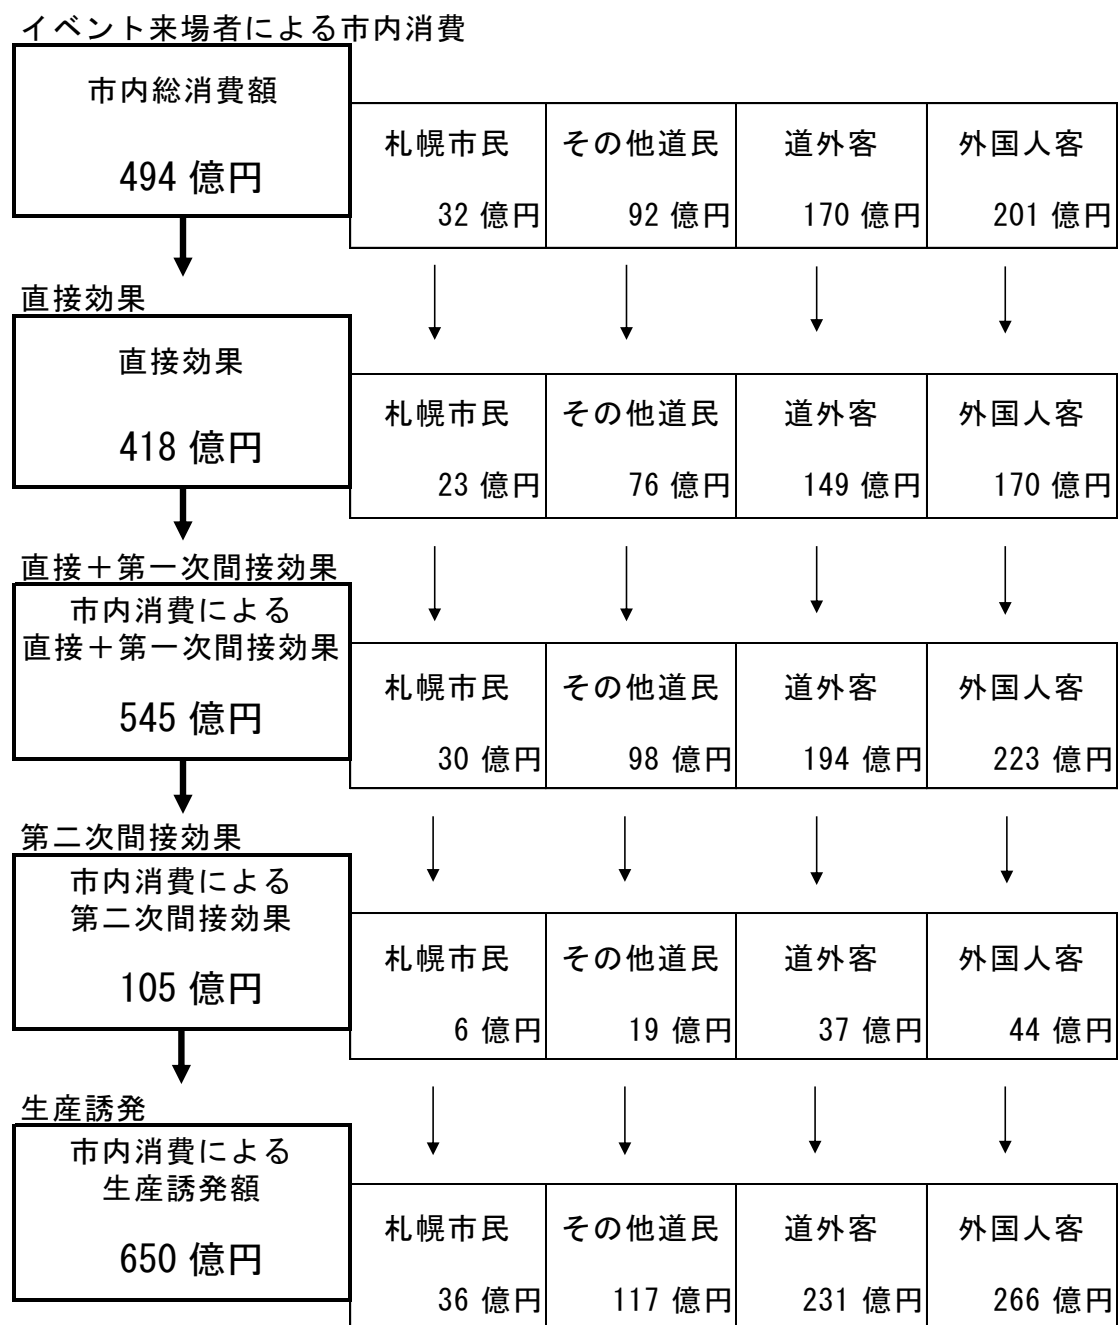 イベント来場者による市内消費
市内総消費額
494 億円
札幌市民 その他道民 道外客 外国人客
32 億円 92 億円 170 億円 201 億円
直接効果
直接効果
418 億円
札幌市民 その他道民 道外客 外国人客
23 億円 76 億円 149 億円 170 億円
直接＋第一次間接効果
市内消費による
直接＋第一次間接効果
545 億円
札幌市民 その他道民 道外客 外国人客
30 億円 98 億円 194 億円 223 億円
第二次間接効果
市内消費による
第二次間接効果
105 億円
札幌市民 その他道民 道外客 外国人客
6 億円 19 億円 37 億円 44 億円
生産誘発
市内消費による
生産誘発額
650 億円
札幌市民 その他道民 道外客 外国人客
36 億円 117 億円 231 億円 266 億円